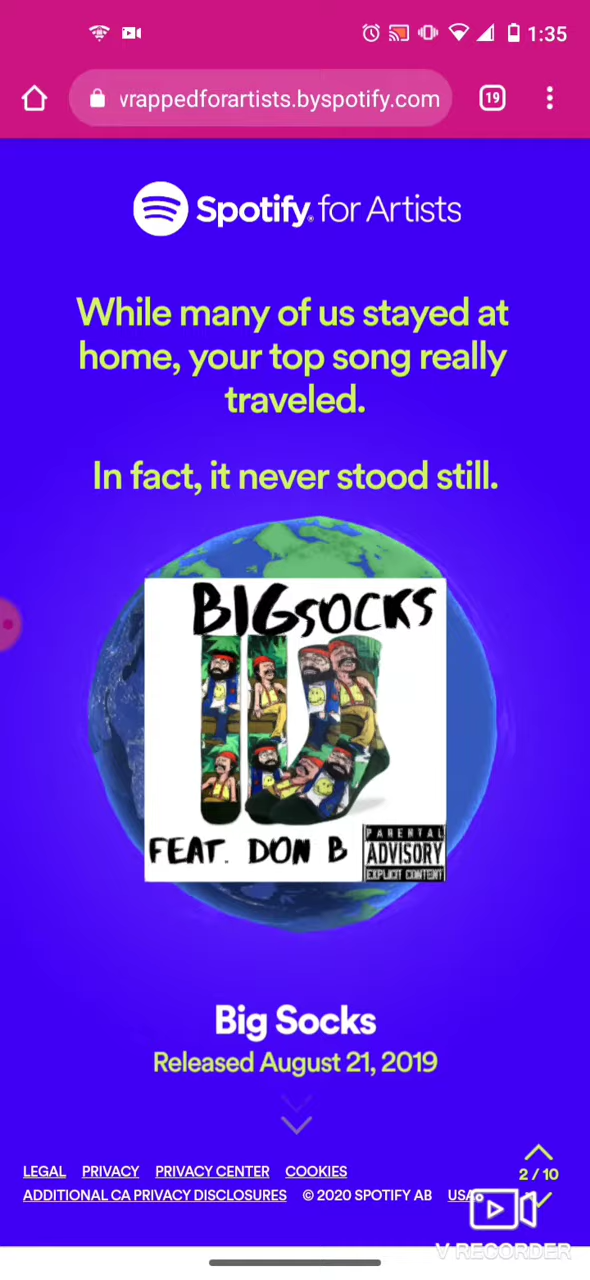 1:35
vrappedforartists.byspotify.com
19
Spotify for Artists
While many of us stayed at
home, your top song really
traveled.
In fact, it never stood still.
BIGSOCKS
FEAT. DON B
PARENTAL
ADVISORY
EXPLICIT CONTENT
Big Socks
Released August 21, 2019
2 / 10
LEGAL PRIVACY PRIVACY CENTER COOKIES
ADDITIONAL CA PRIVACY DISCLOSURES © 2020 SPOTIFY AB USA
V RECORDER